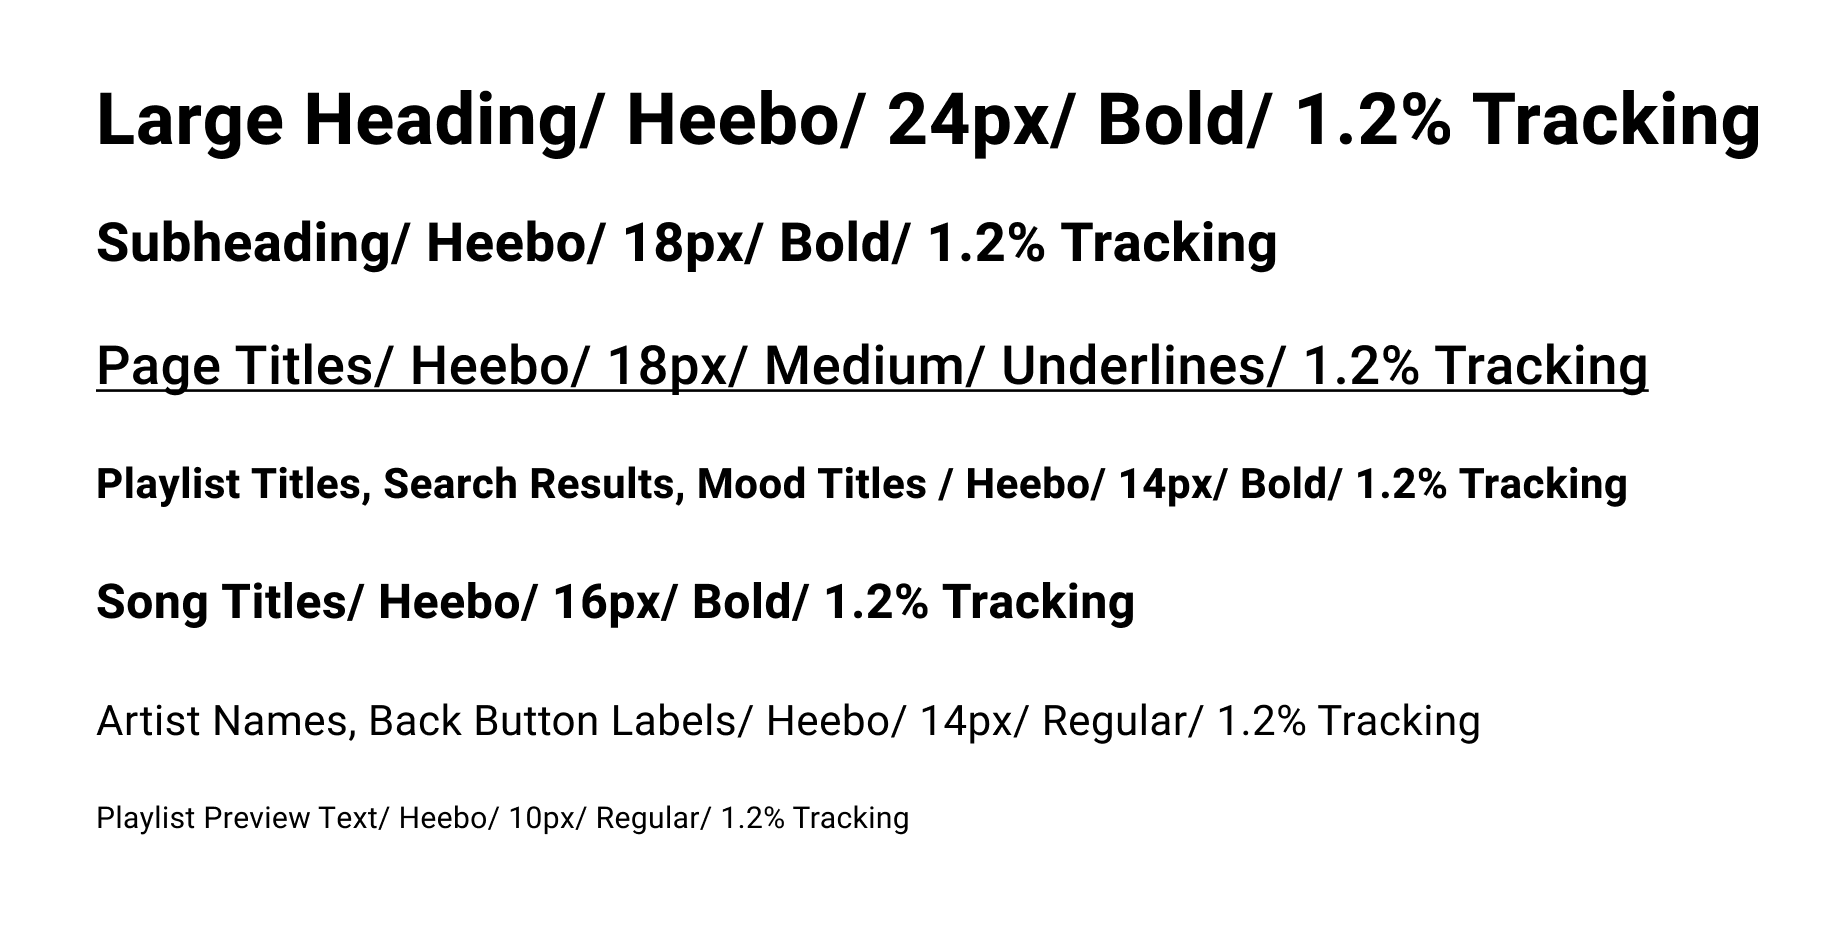 Large Heading/ Heebo/ 24px/ Bold/ 1.2% Tracking
Subheading/ Heebo/ 18px/ Bold/ 1.2% Tracking
Page Titles/ Heebo/ 18px/ Medium/ Underlines/ 1.2% Tracking
Playlist Titles, Search Results, Mood Titles / Heebo/ 14px/ Bold/ 1.2% Tracking
Song Titles/ Heebo/ 16px/ Bold/ 1.2% Tracking
Artist Names, Back Button Labels/ Heebo/ 14px/ Regular/ 1.2% Tracking
Playlist Preview Text/ Heebo/ 10px/ Regular/ 1.2% Tracking